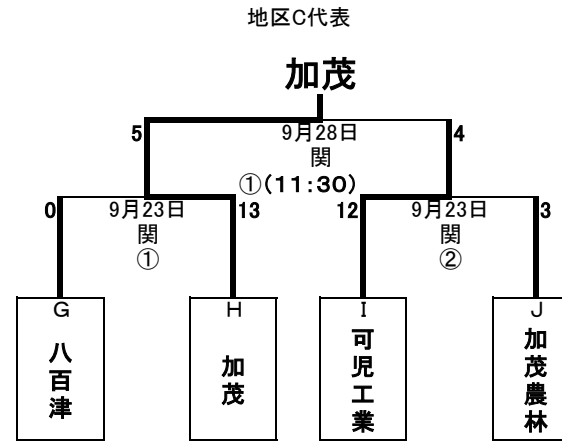 地区C代表
加茂
5
9月28日
4
関
①(11:30)
0
9月23日
13
12
9月23日
3
関
①
関
②
G
八百津
H
加茂
I
可児工業
J
加茂農林